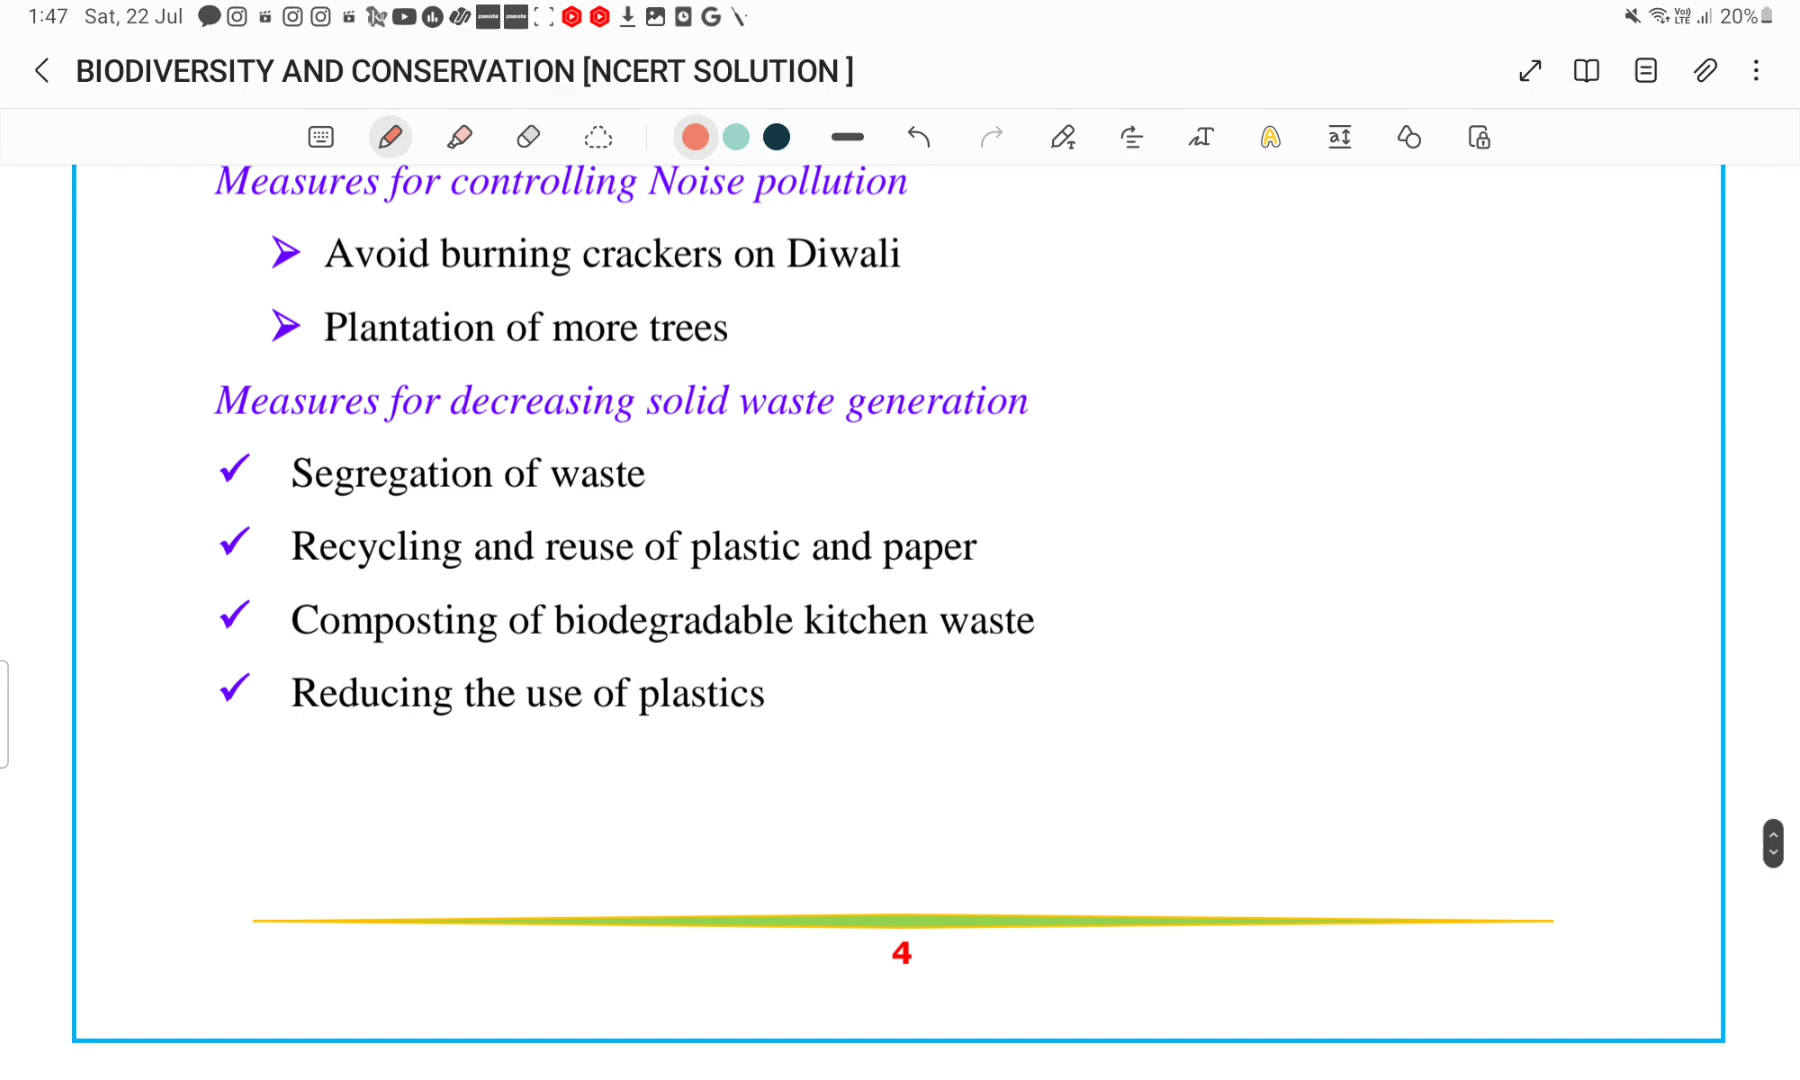 1:47 Sat, 22 Jul
20%
BIODIVERSITY AND CONSERVATION [NCERT SOLUTION ]
Measures for controlling Noise pollution
Avoid burning crackers on Diwali
Plantation of more trees
Measures for decreasing solid waste generation
Segregation of waste
Recycling and reuse of plastic and paper
Composting of biodegradable kitchen waste
Reducing the use of plastics
4